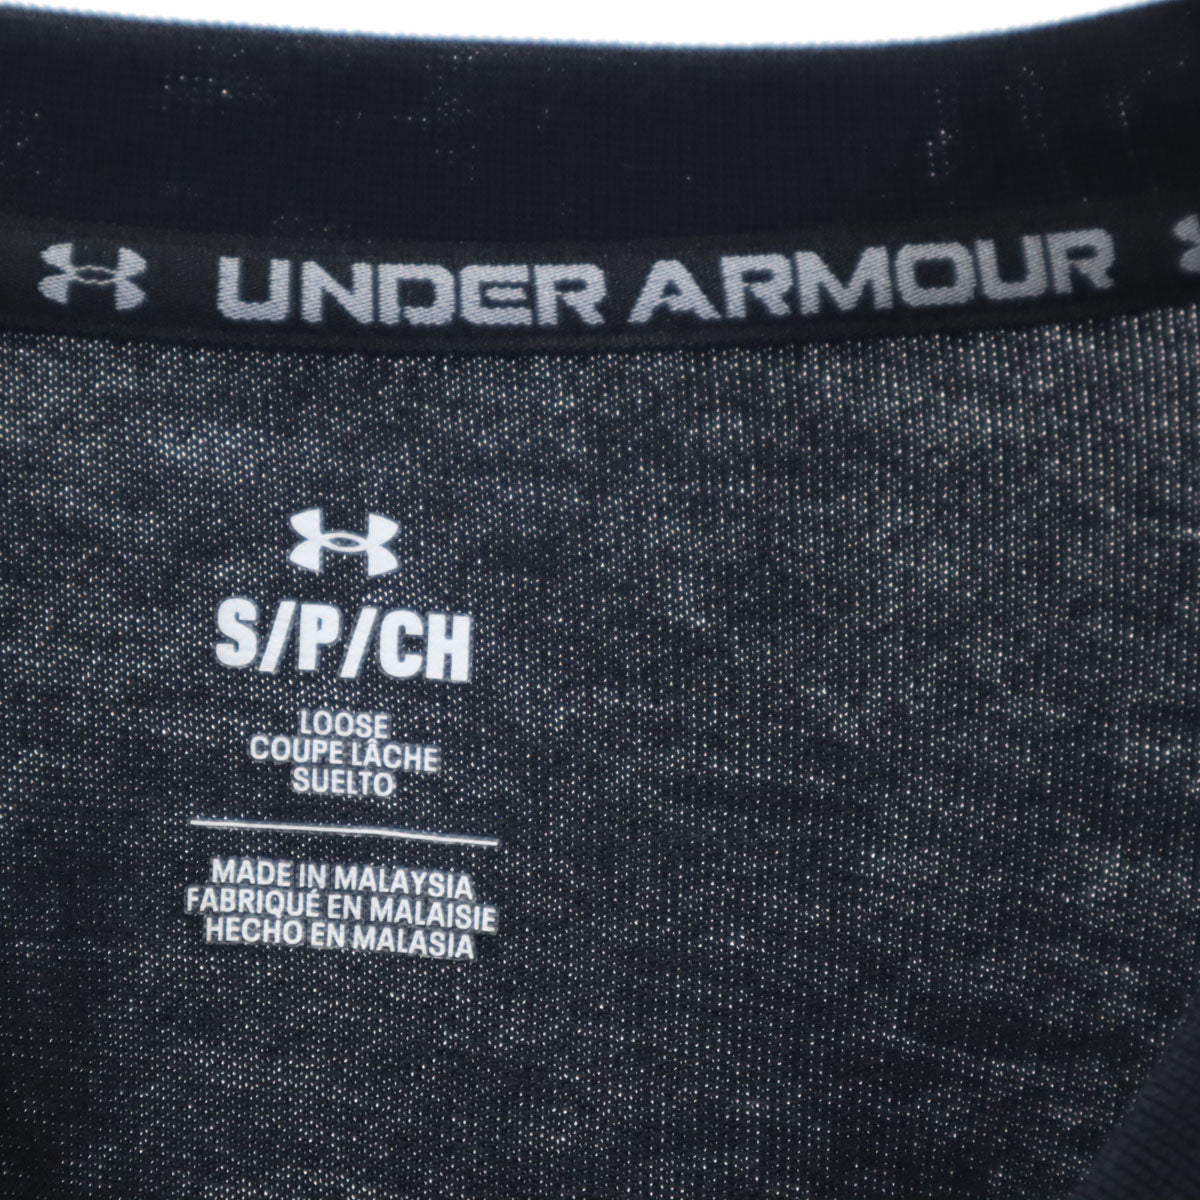 UNDER ARMOUR
S/P/CH
LOOSE
COUPE LÂCHE
SUELTO
MADE IN MALAYSIA
FABRIQUÉ EN MALAISIE
HECHO EN MALASIA